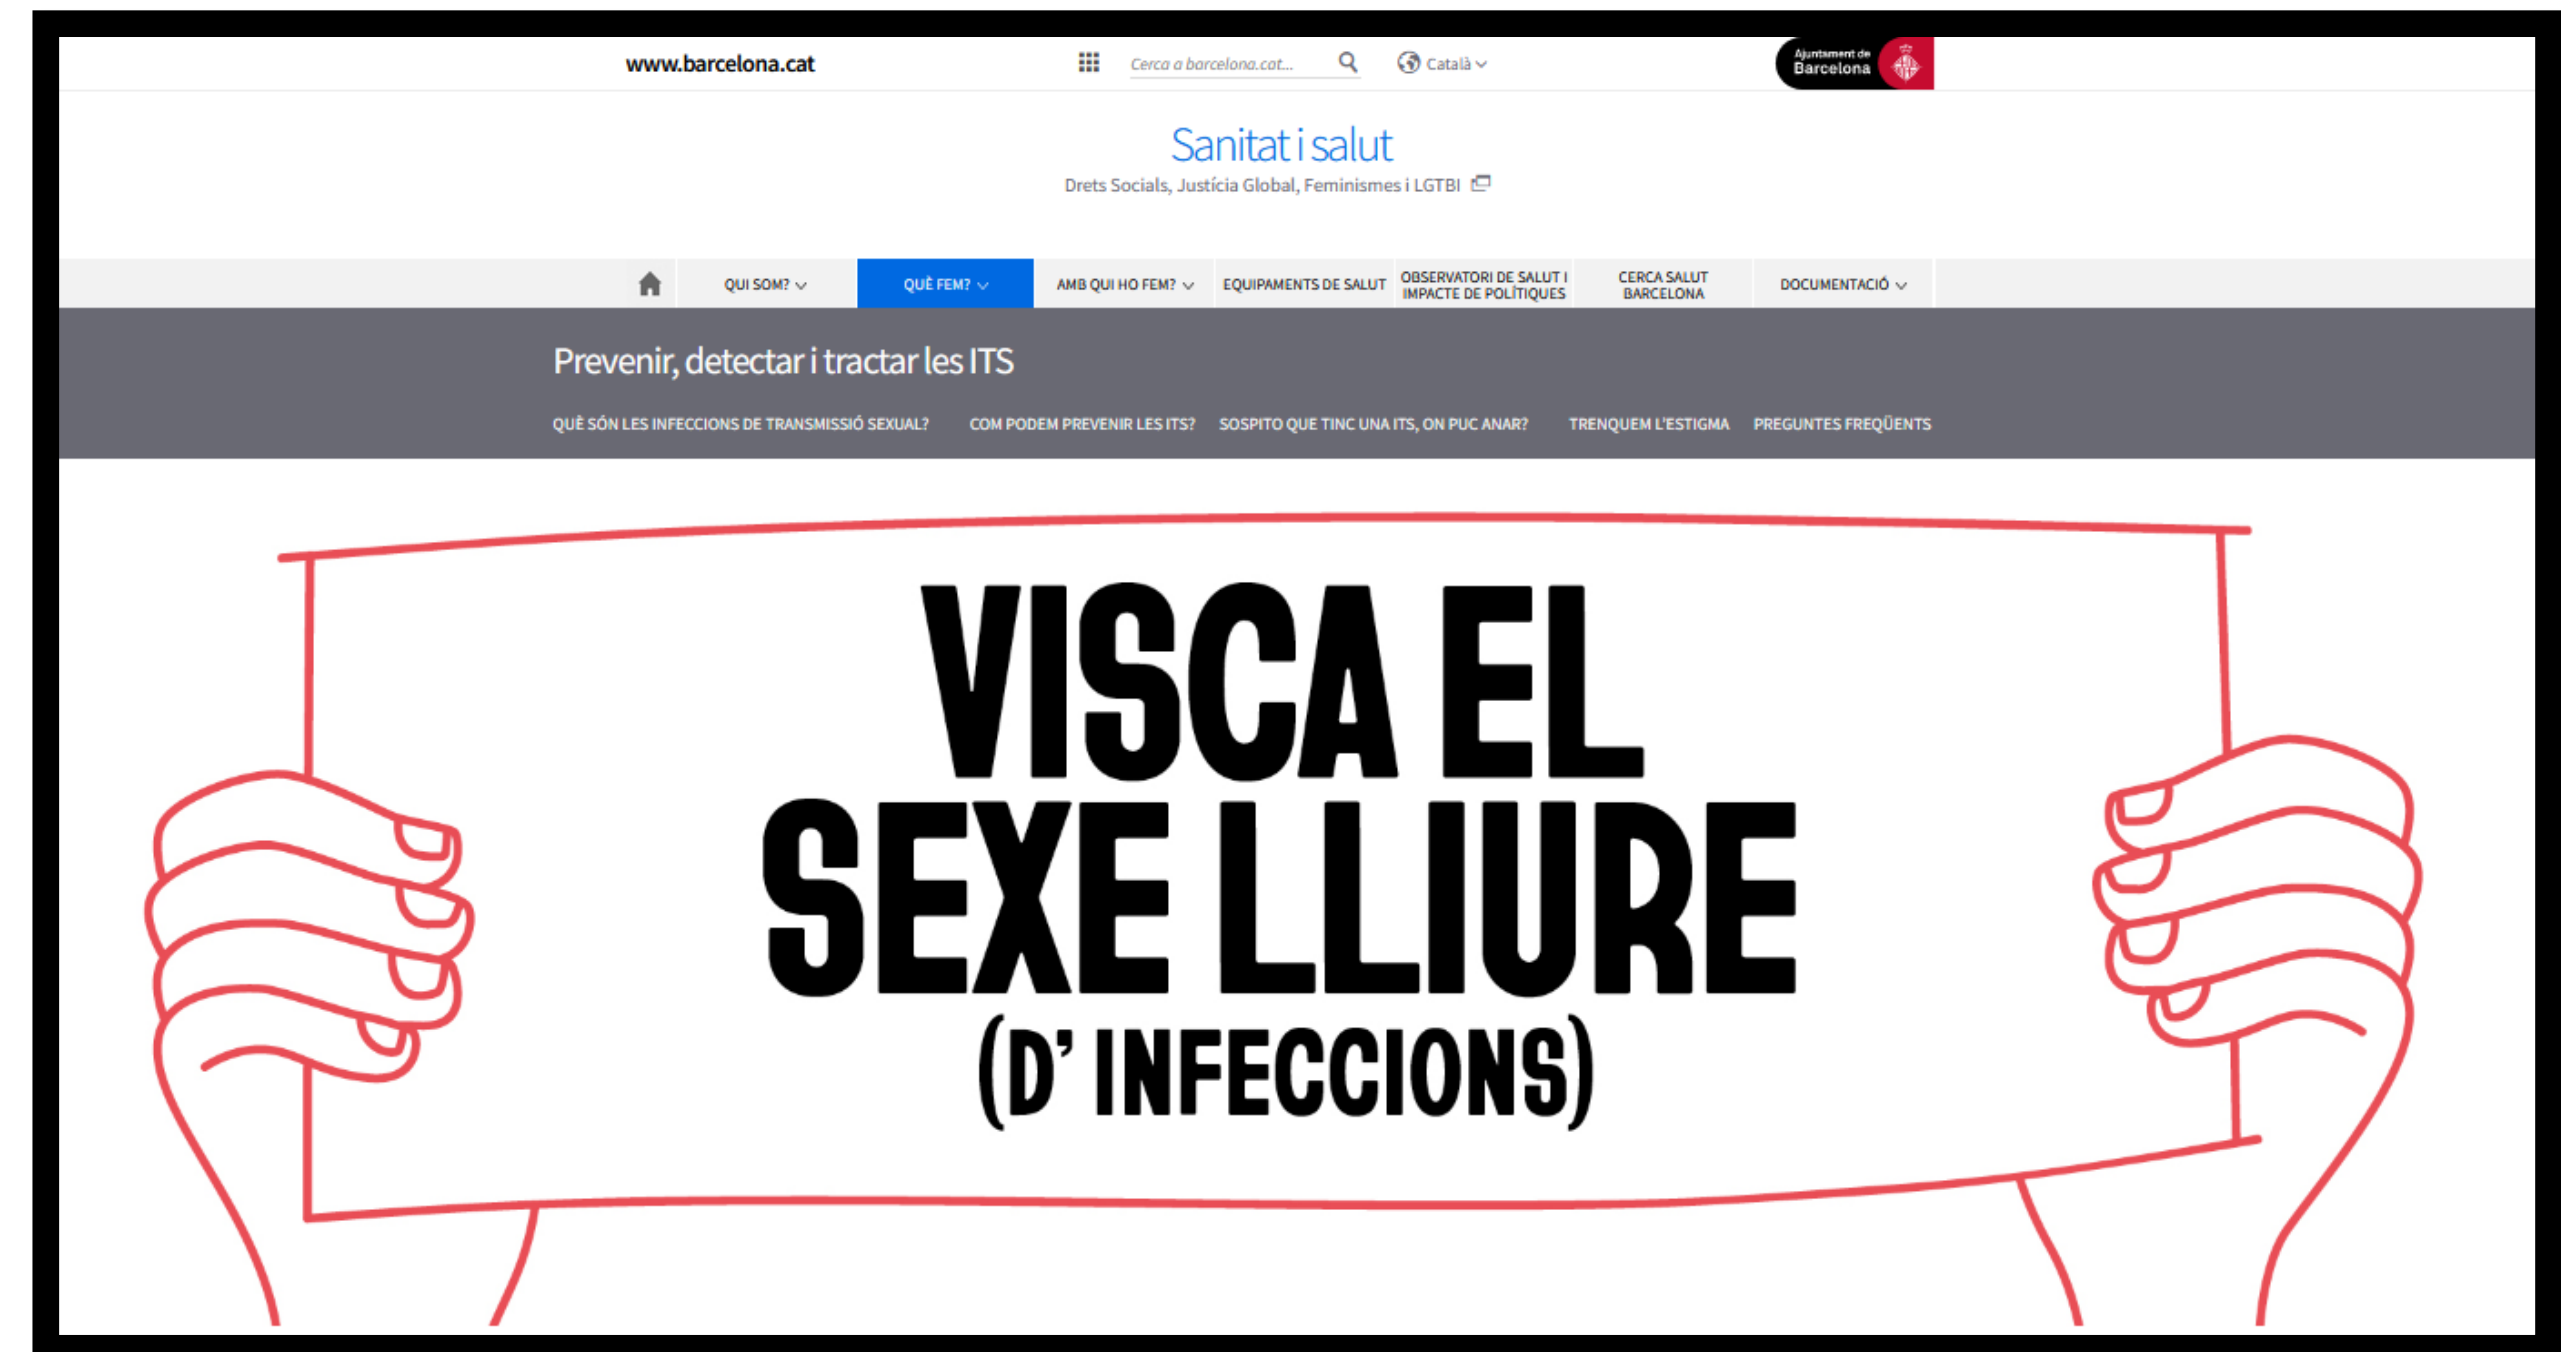 www.barcelona.cat
Cerca a barcelona.cat...
Català
Ajuntament de
Barcelona
Sanitat i salut
Drets Socials, Justícia Global, Feminismes i LGTBI
QUI SOM?
QUÈ FEM?
AMB QUI HO FEM?
EQUIPAMENTS DE SALUT
OBSERVATORI DE SALUT I
IMPACTE DE POLÍTIQUES
CERCA SALUT
BARCELONA
DOCUMENTACIÓ
Prevenir, detectar i tractar les ITS
QUÈ SÓN LES INFECCIONS DE TRANSMISSIÓ SEXUAL?
COM PODEM PREVENIR LES ITS?
SOSPITO QUE TINC UNA ITS, ON PUC ANAR?
TRENQUEM L'ESTIGMA
PREGUNTES FREQÜENTS
VISCA EL
SEXE LLIURE
(D' INFECCIONS)